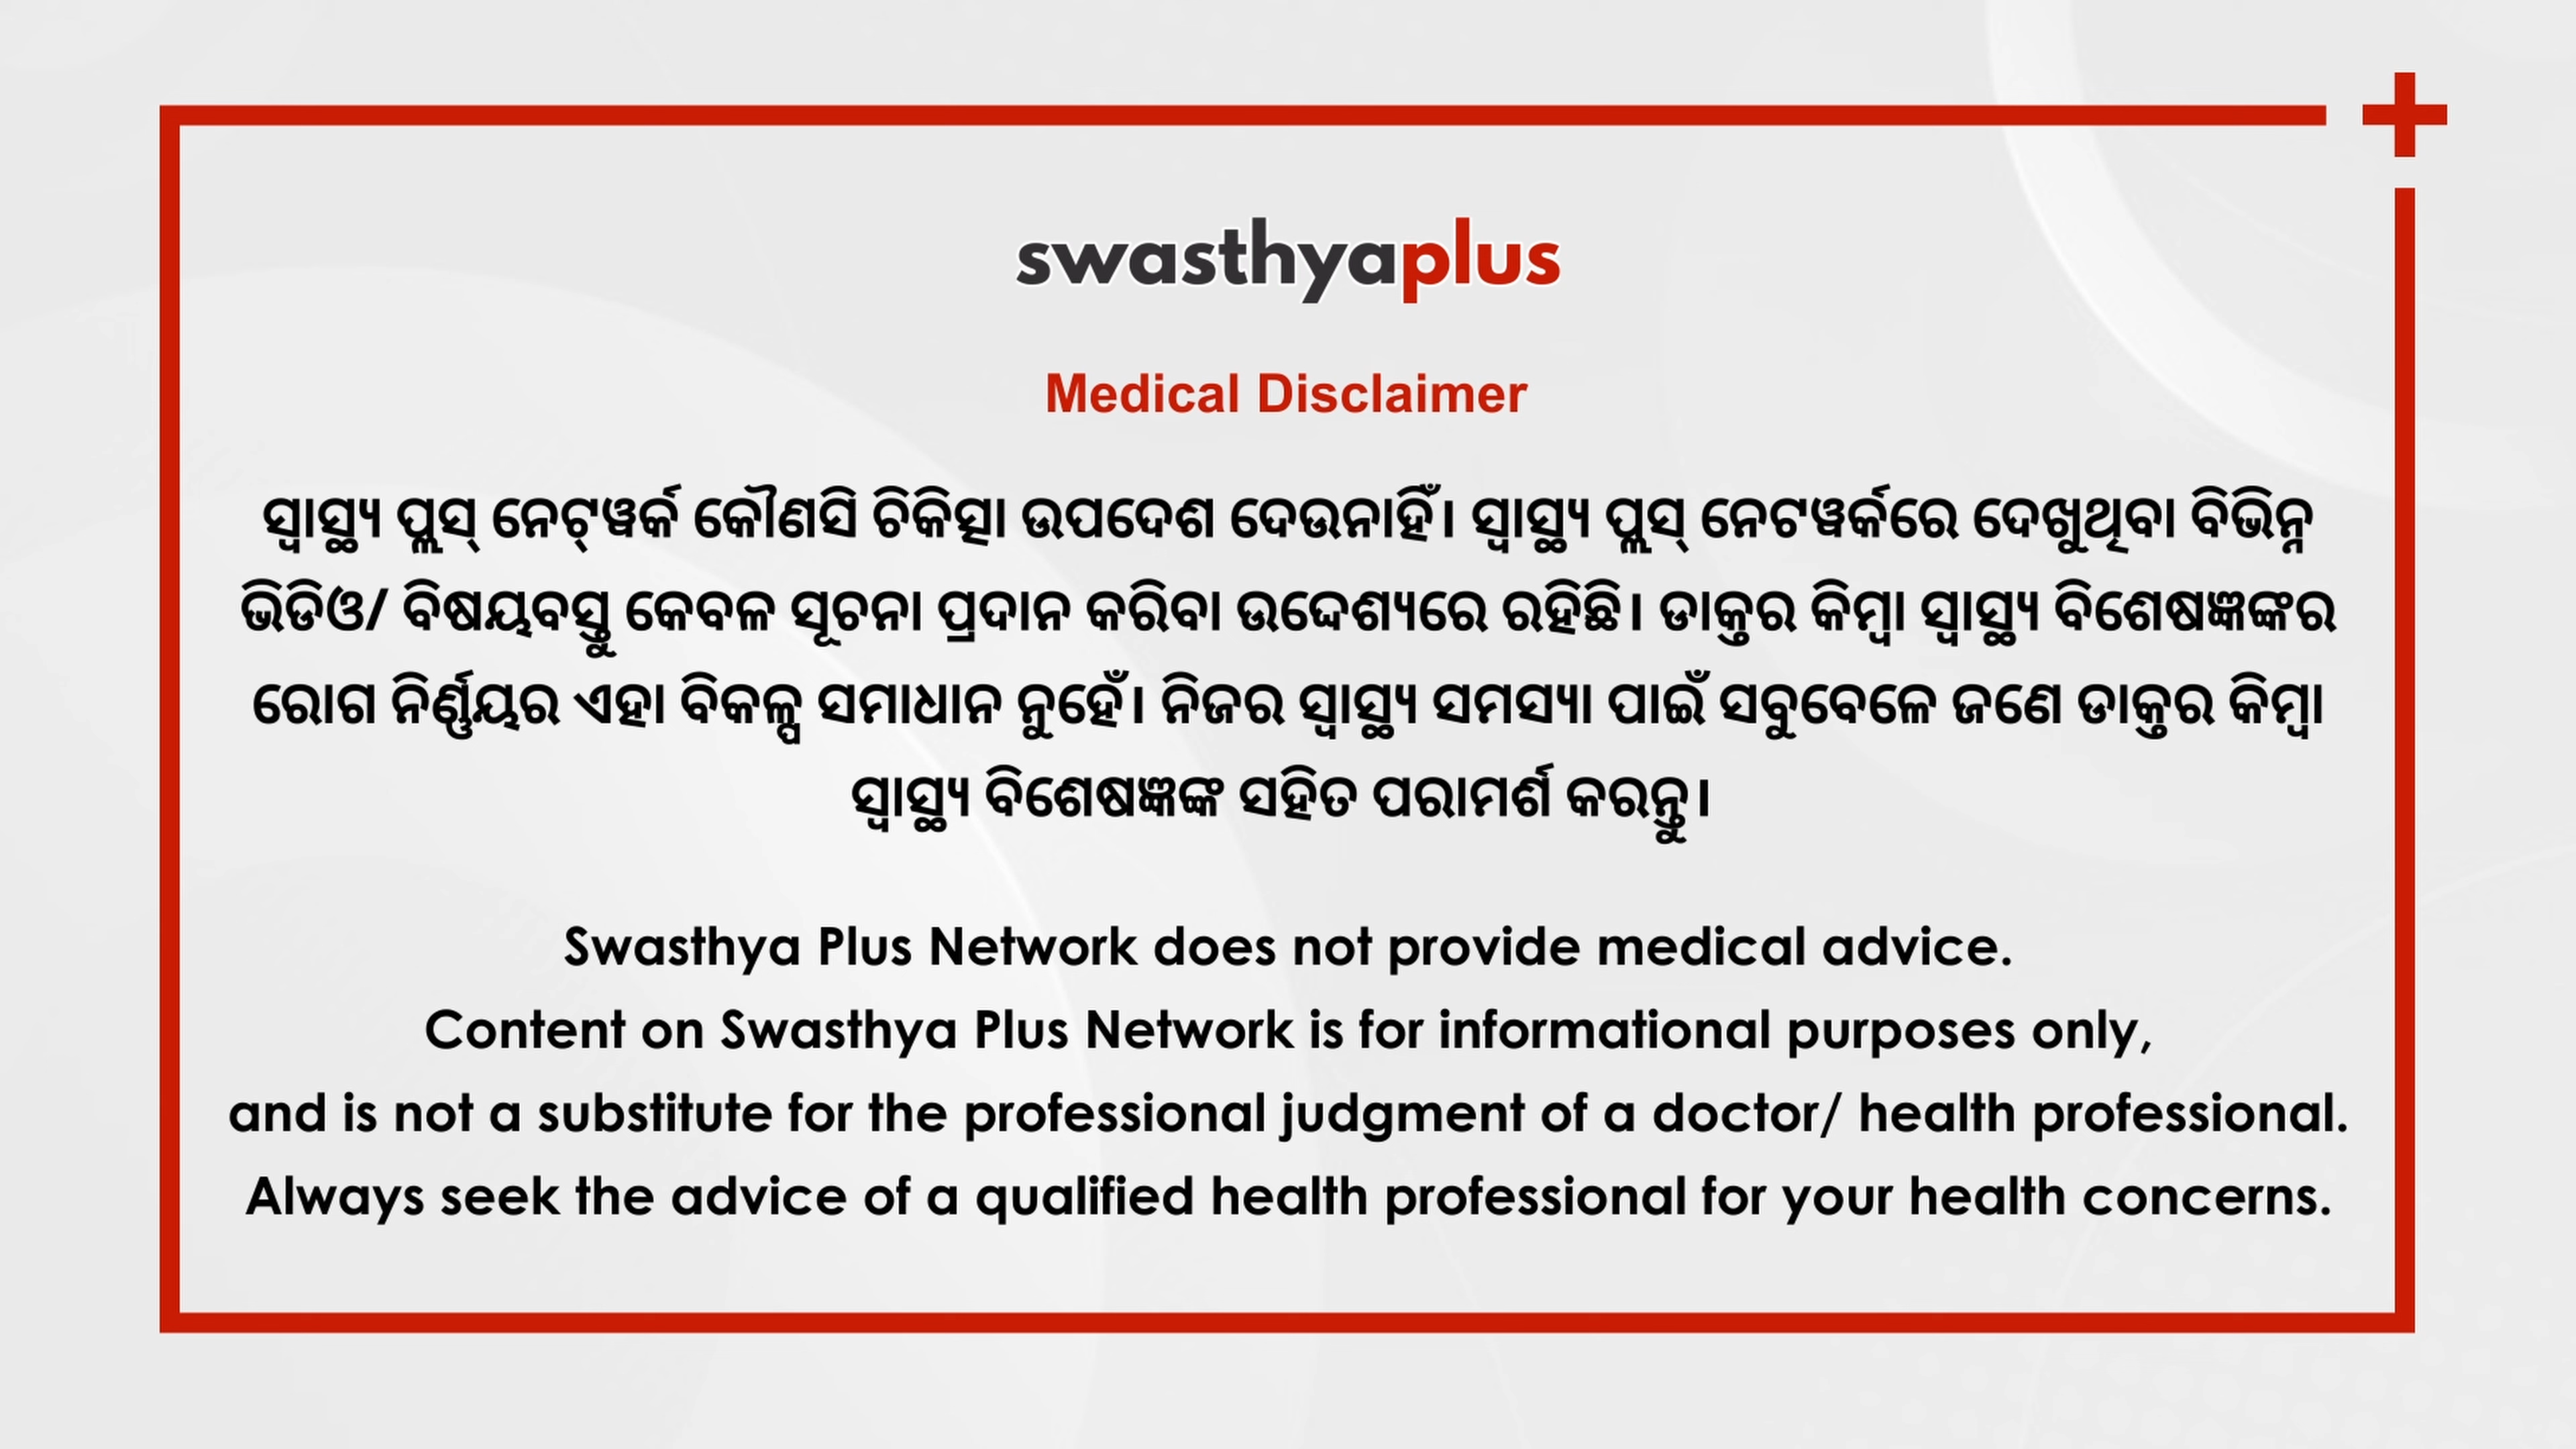 swasthyaplus
Medical Disclaimer
ସ୍ୱାସ୍ଥ୍ୟ ପ୍ଲସ୍ ନେଟ୍‌ୱର୍କ କୌଣସି ଚିକିତ୍ସା ଉପଦେଶ ଦେଉନାହିଁ। ସ୍ୱାସ୍ଥ୍ୟ ପ୍ଲସ୍ ନେଟୱର୍କରେ ଦେଖୁଥିବା ବିଭିନ୍ନ
ଭିଡିଓ/ ବିଷୟବସ୍ତୁ କେବଳ ସୂଚନା ପ୍ରଦାନ କରିବା ଉଦ୍ଦେଶ୍ୟରେ ରହିଛି। ଡାକ୍ତର କିମ୍ବା ସ୍ୱାସ୍ଥ୍ୟ ବିଶେଷଜ୍ଞଙ୍କର
ରୋଗ ନିର୍ଣ୍ଣୟର ଏହା ବିକଳ୍ପ ସମାଧାନ ନୁହେଁ। ନିଜର ସ୍ୱାସ୍ଥ୍ୟ ସମସ୍ୟା ପାଇଁ ସବୁବେଳେ ଜଣେ ଡାକ୍ତର କିମ୍ବା
ସ୍ୱାସ୍ଥ୍ୟ ବିଶେଷଜ୍ଞଙ୍କ ସହିତ ପରାମର୍ଶ କରନ୍ତୁ।
Swasthya Plus Network does not provide medical advice.
Content on Swasthya Plus Network is for informational purposes only,
and is not a substitute for the professional judgment of a doctor/ health professional.
Always seek the advice of a qualified health professional for your health concerns.